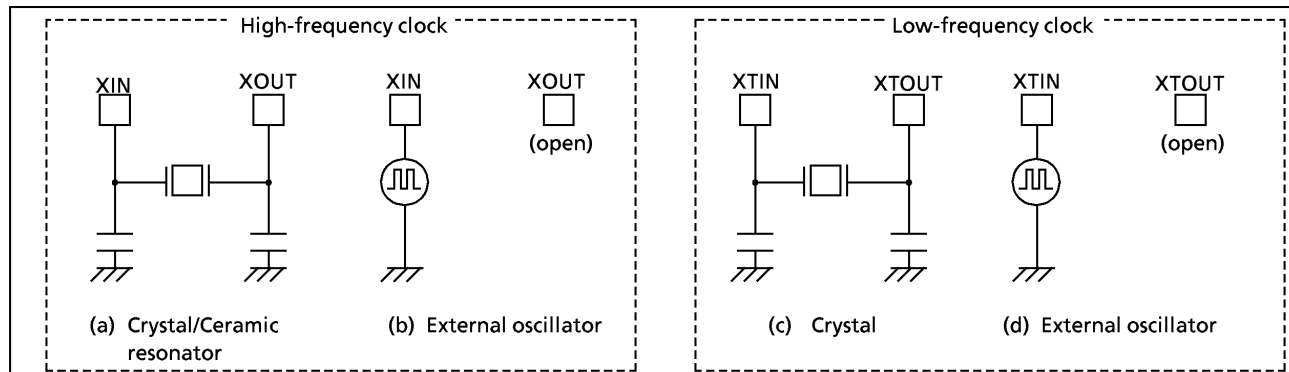 High-frequency clock
XIN
XOUT
XIN
XOUT
(open)
(a) Crystal/Ceramic
resonator
(b) External oscillator
Low-frequency clock
XTIN
XTOUT
XTIN
XTOUT
(open)
(c) Crystal
(d) External oscillator